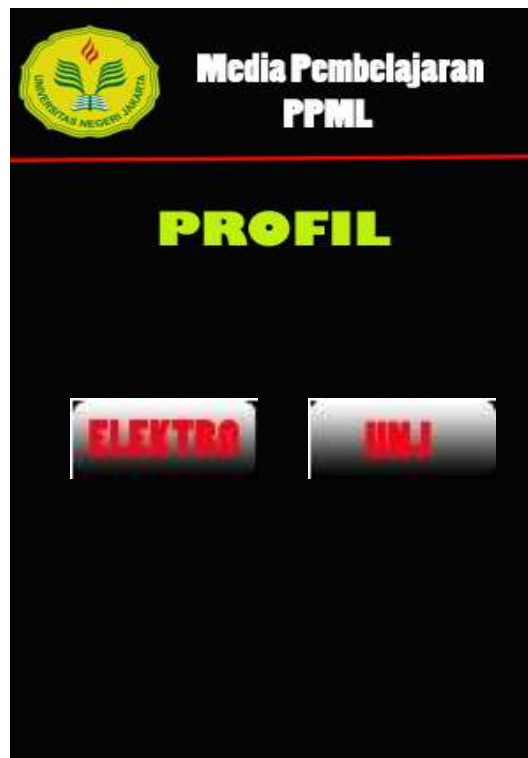 UNIVERSITAS NEGERI JAKARTA
Media Pembelajaran
PPML
PROFIL
ELEKTRO
UNJ